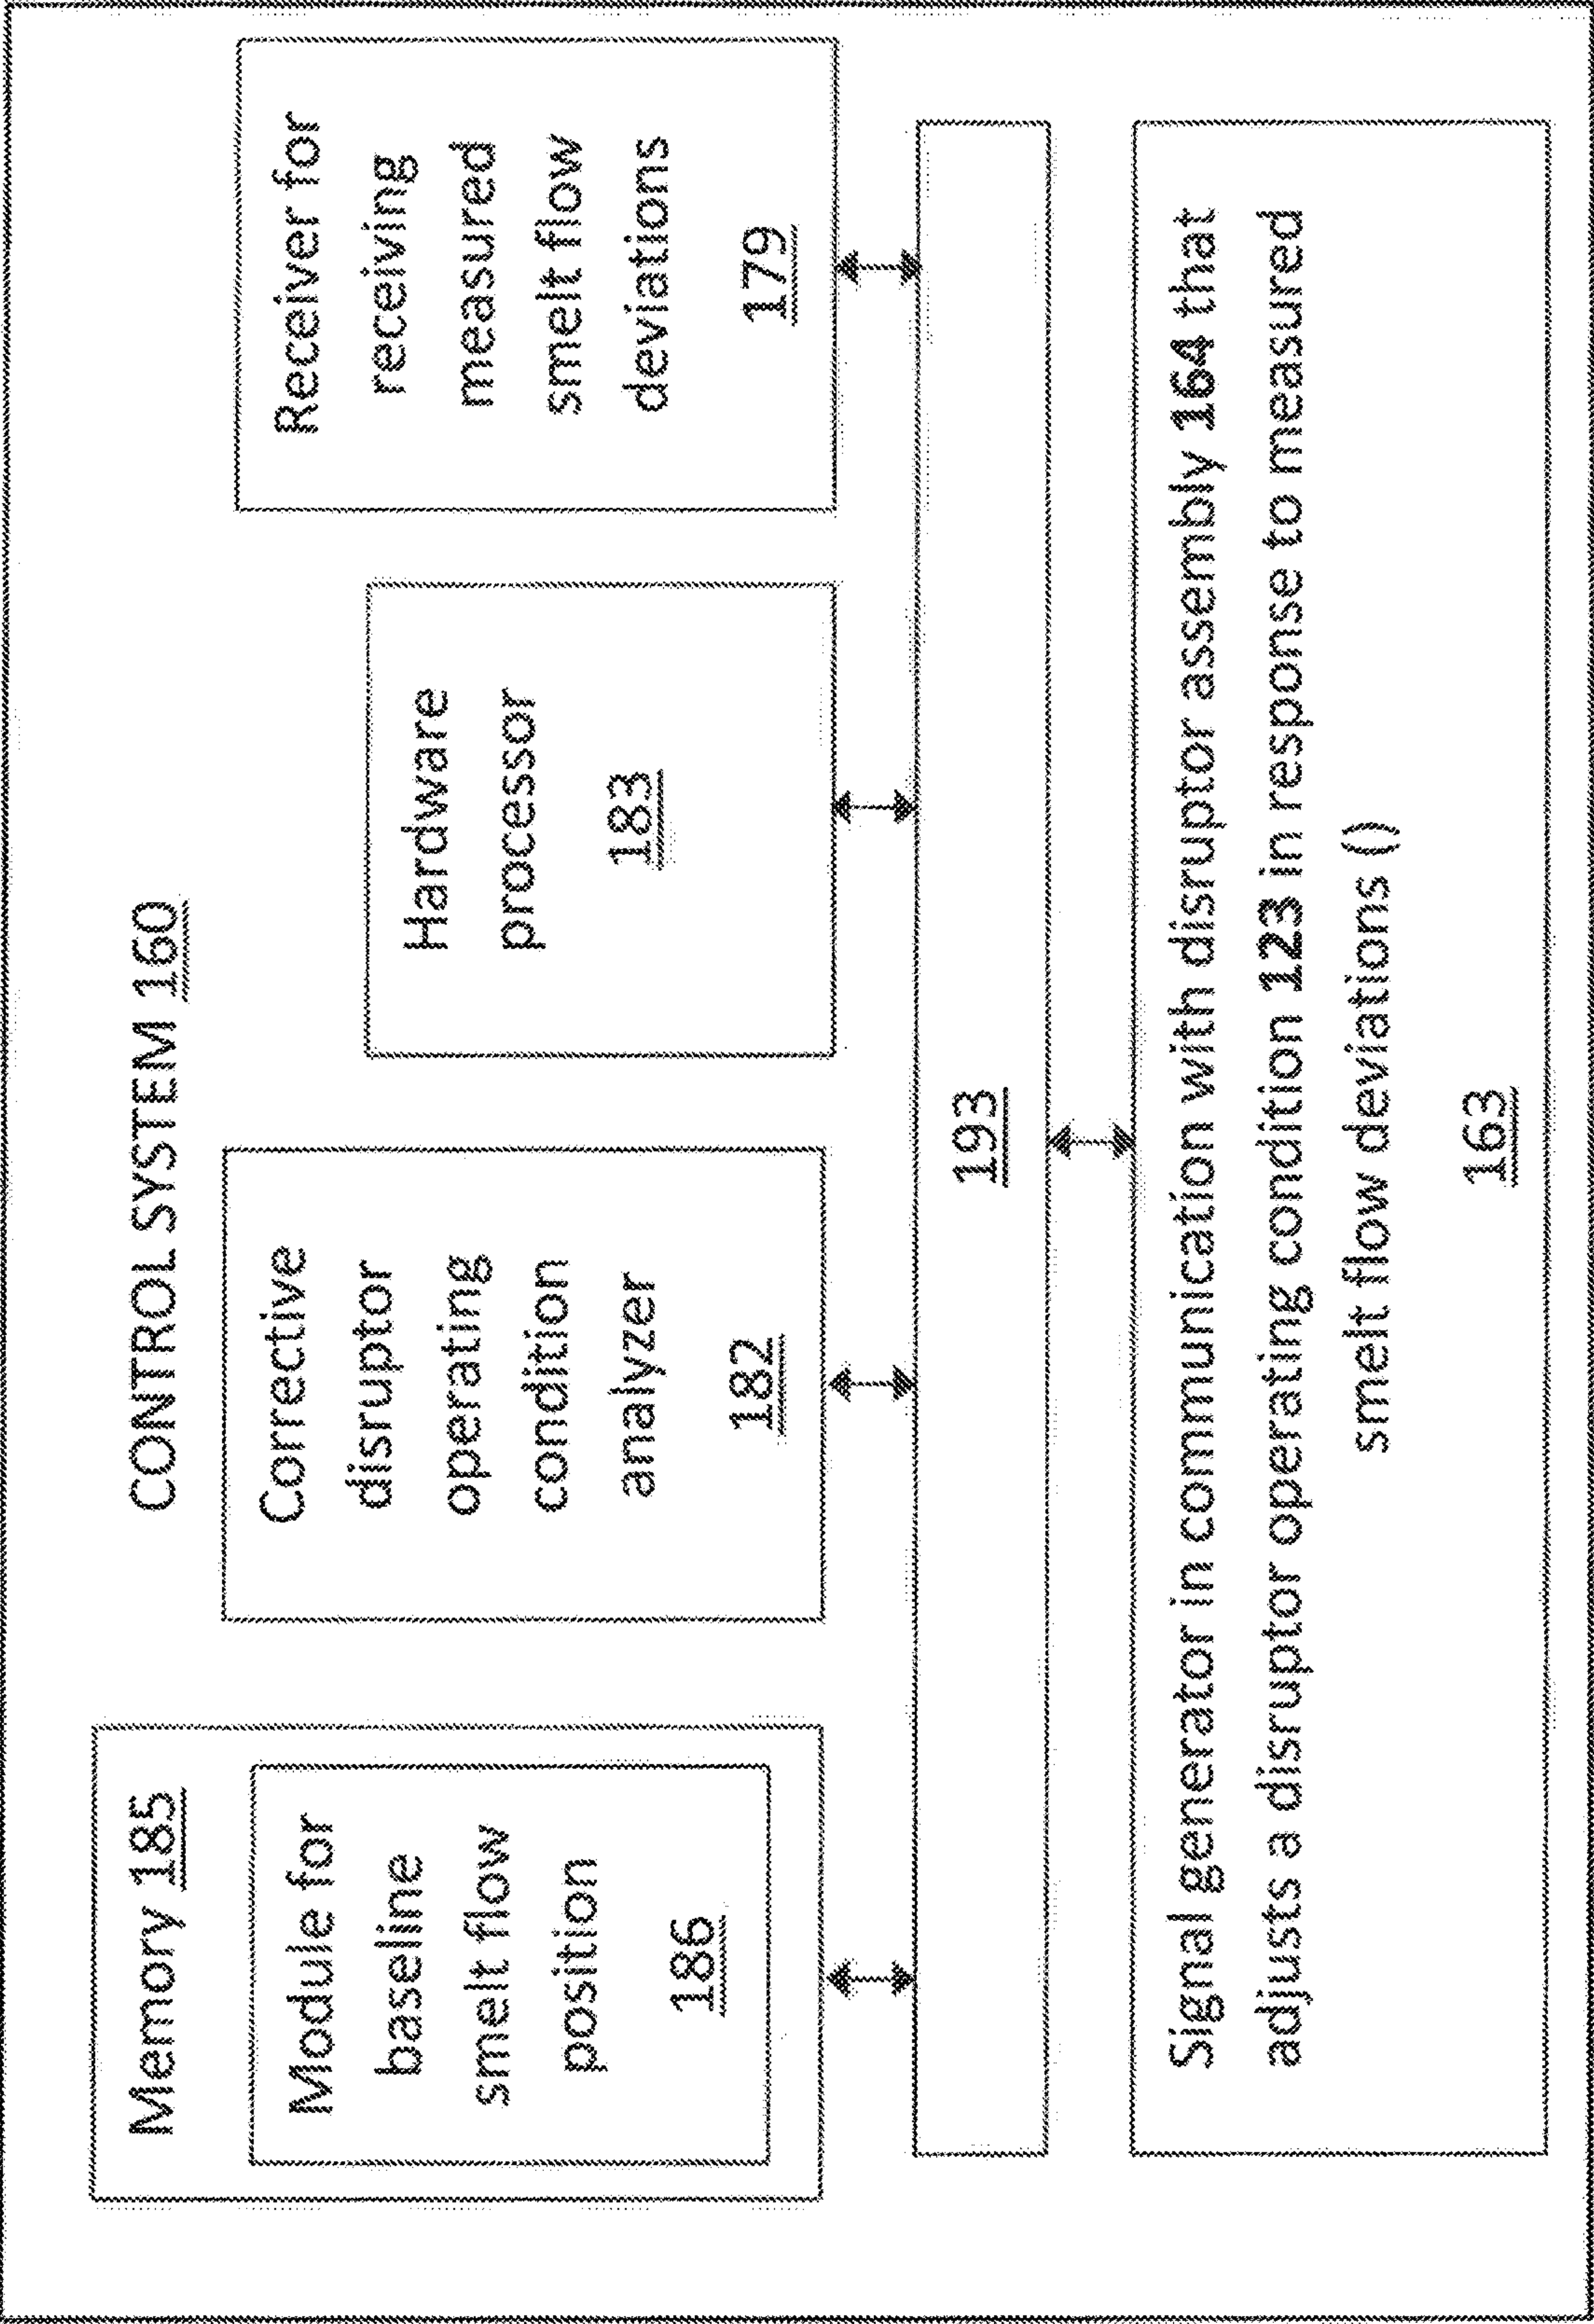 CONTROL SYSTEM 160
Memory 185
Module for
baseline
smelt flow
position
186
Corrective
disruptor
operating
condition
analyzer
182
Hardware
processor
183
Receiver for
receiving
measured
smelt flow
deviations
179
193
Signal generator in communication with disruptor assembly 164 that
adjusts a disruptor operating condition 123 in response to measured
smelt flow deviations ()
163